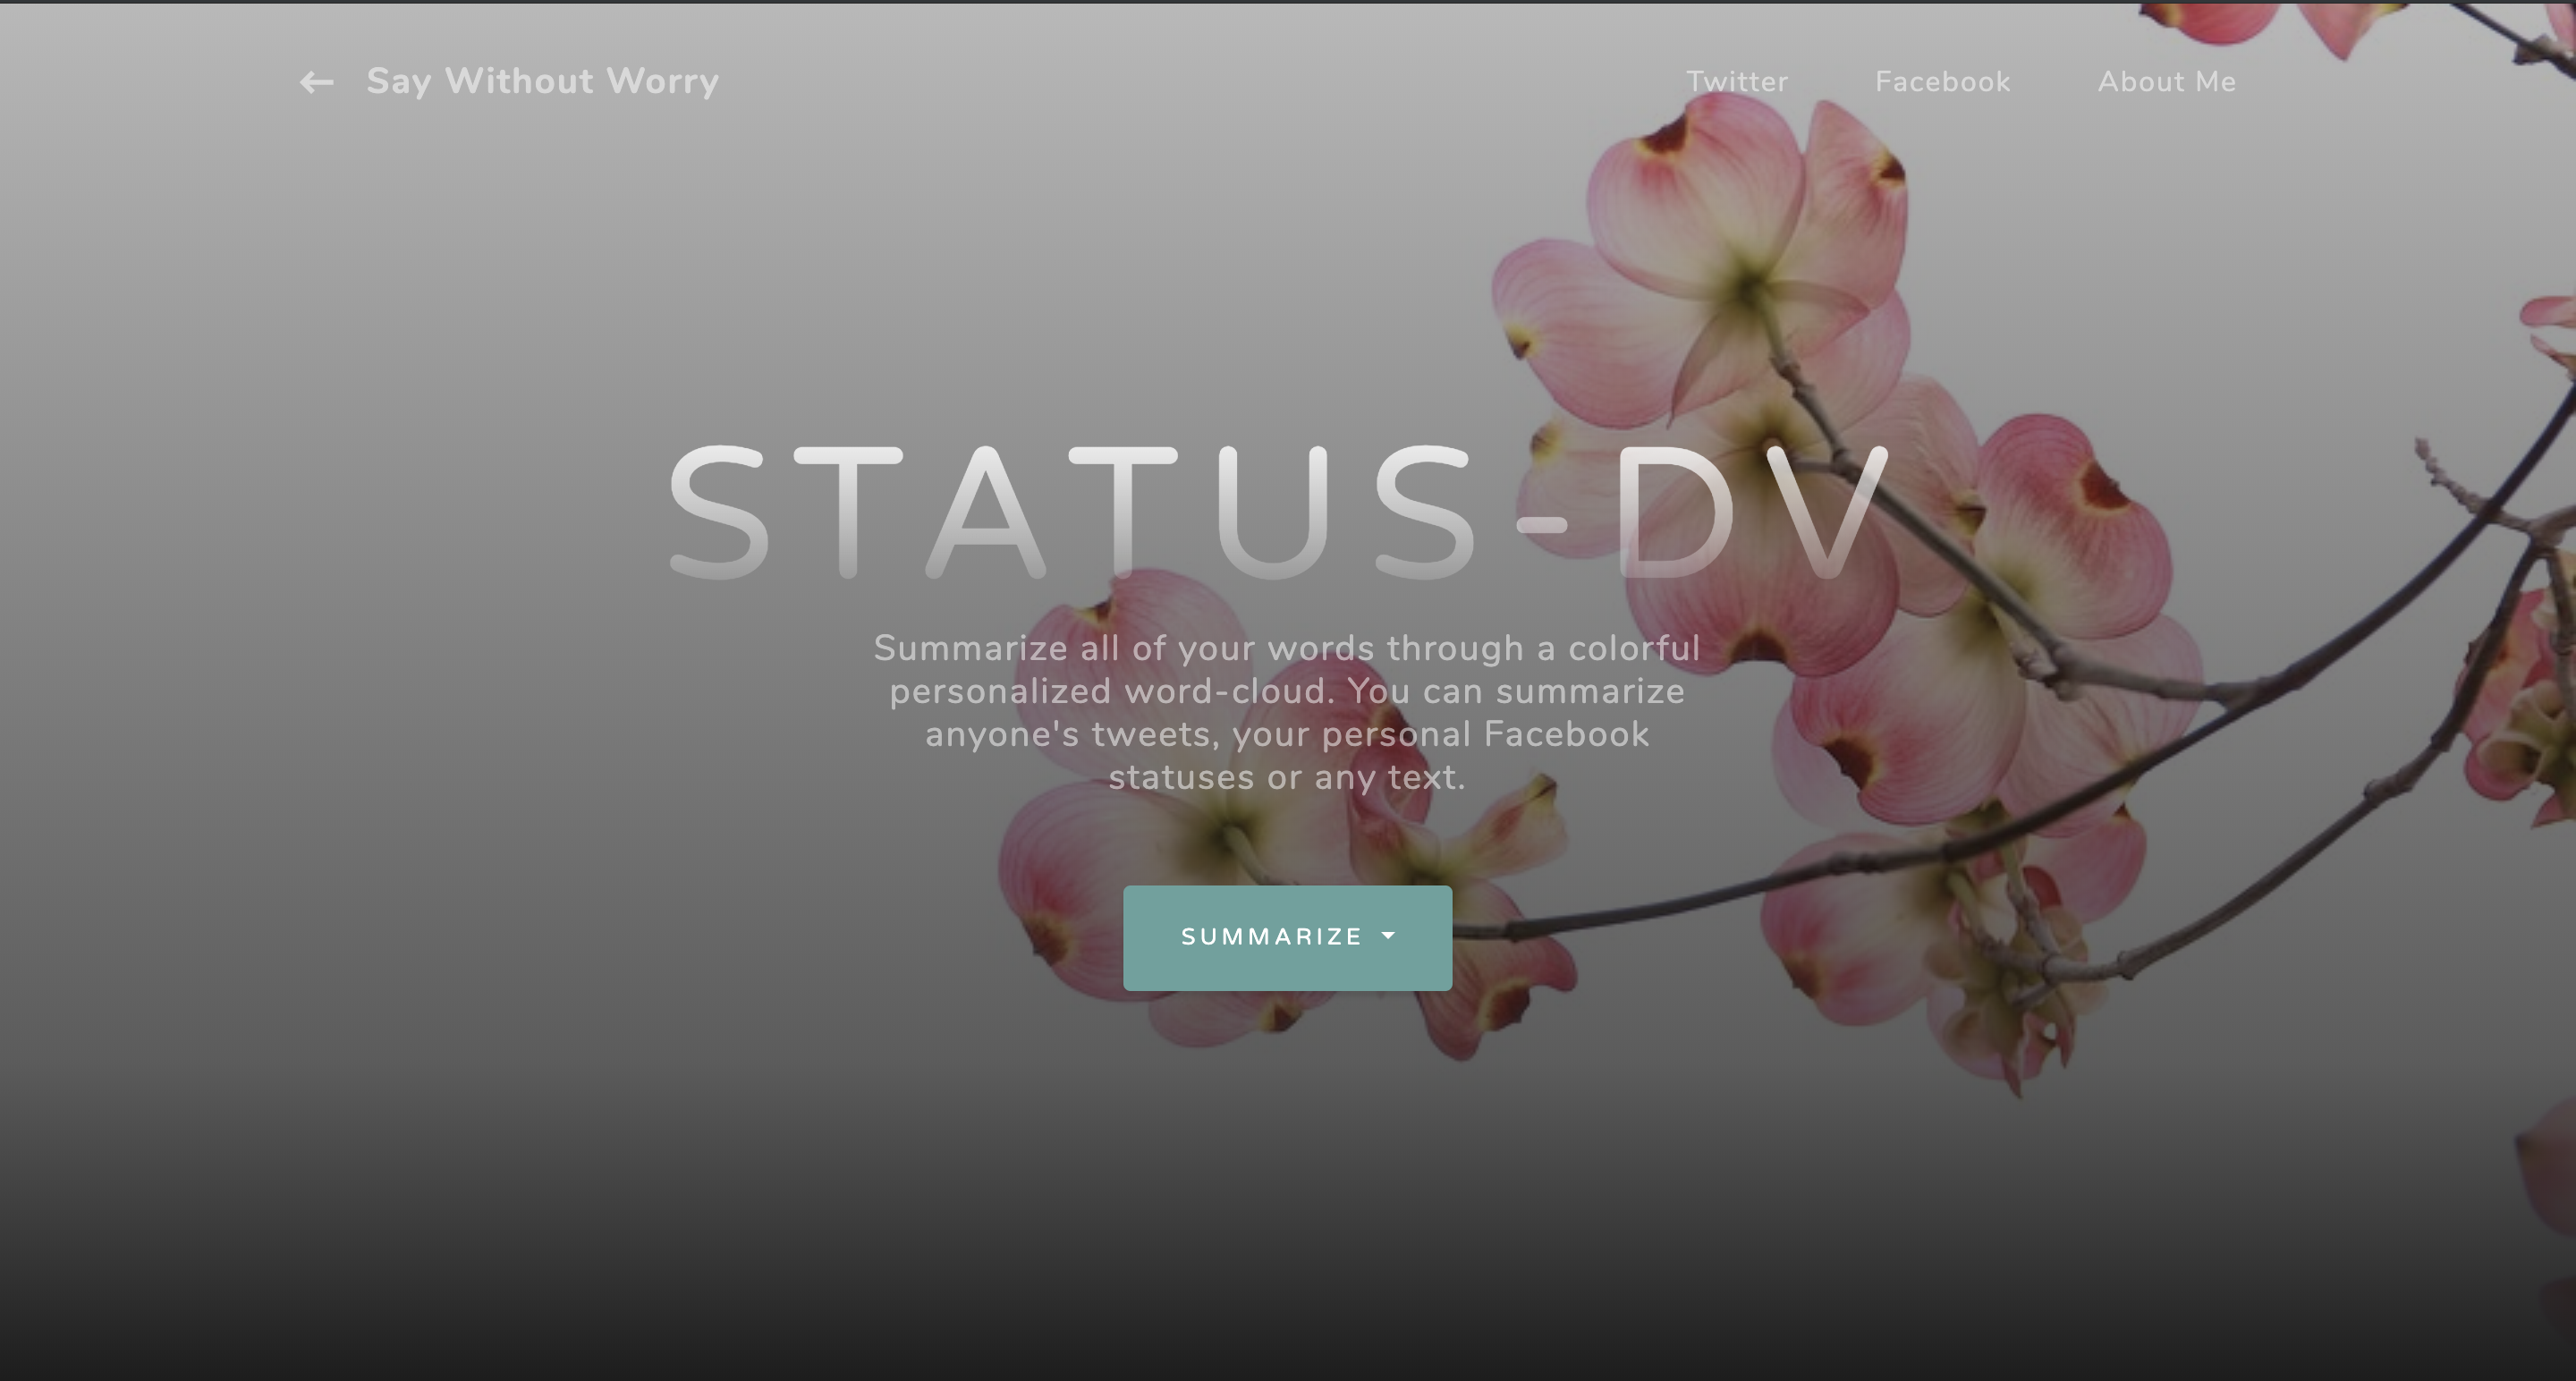 Say Without Worry
Twitter
Facebook
About Me
STATUS-DV
Summarize all of your words through a colorful
personalized word-cloud. You can summarize
anyone's tweets, your personal Facebook
statuses or any text.
SUMMARIZE